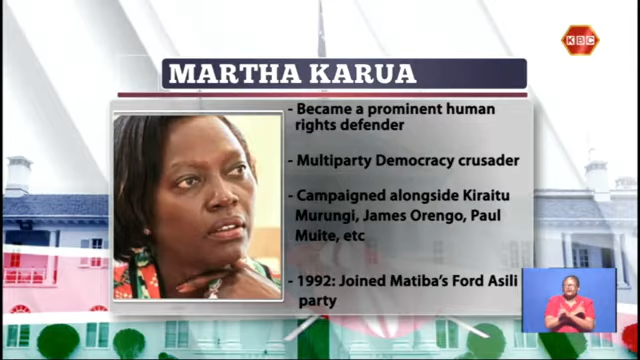 KBC
MARTHA KARUA
- Became a prominent human
rights defender
- Multiparty Democracy crusader
- Campaigned alongside Kiraitu
Murungi, James Orengo, Paul
Muite, etc
- 1992: Joined Matiba's Ford Asili
party